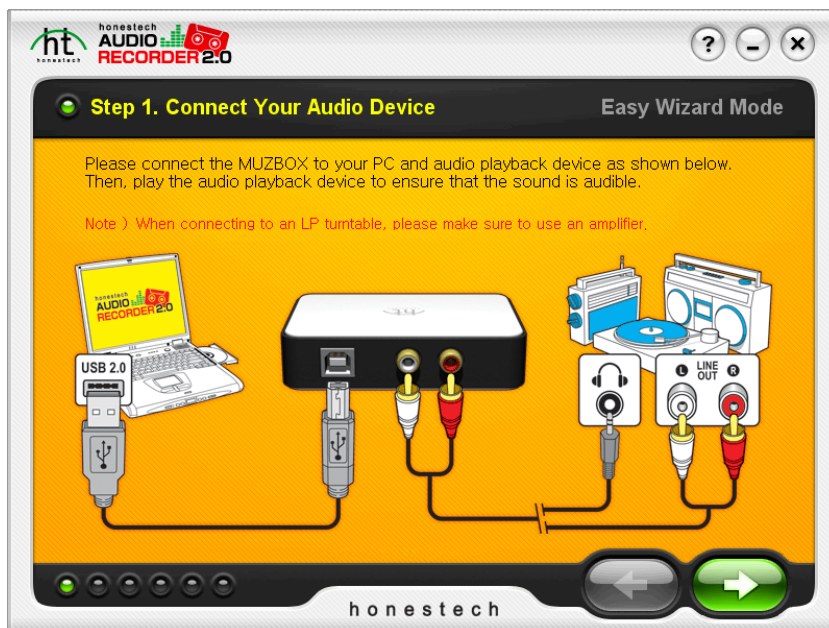 ht
honestech
honestech
AUDIO
RECORDER 2.0
?
Step 1. Connect Your Audio Device
Easy Wizard Mode
Please connect the MUZBOX to your PC and audio playback device as shown below.
Then, play the audio playback device to ensure that the sound is audible.
Note ) When connecting to an LP turntable, please make sure to use an amplifier.
honestech
AUDIO
RECORDER 2.0
USB 2.0
ht
L LINE OUT R
honestech